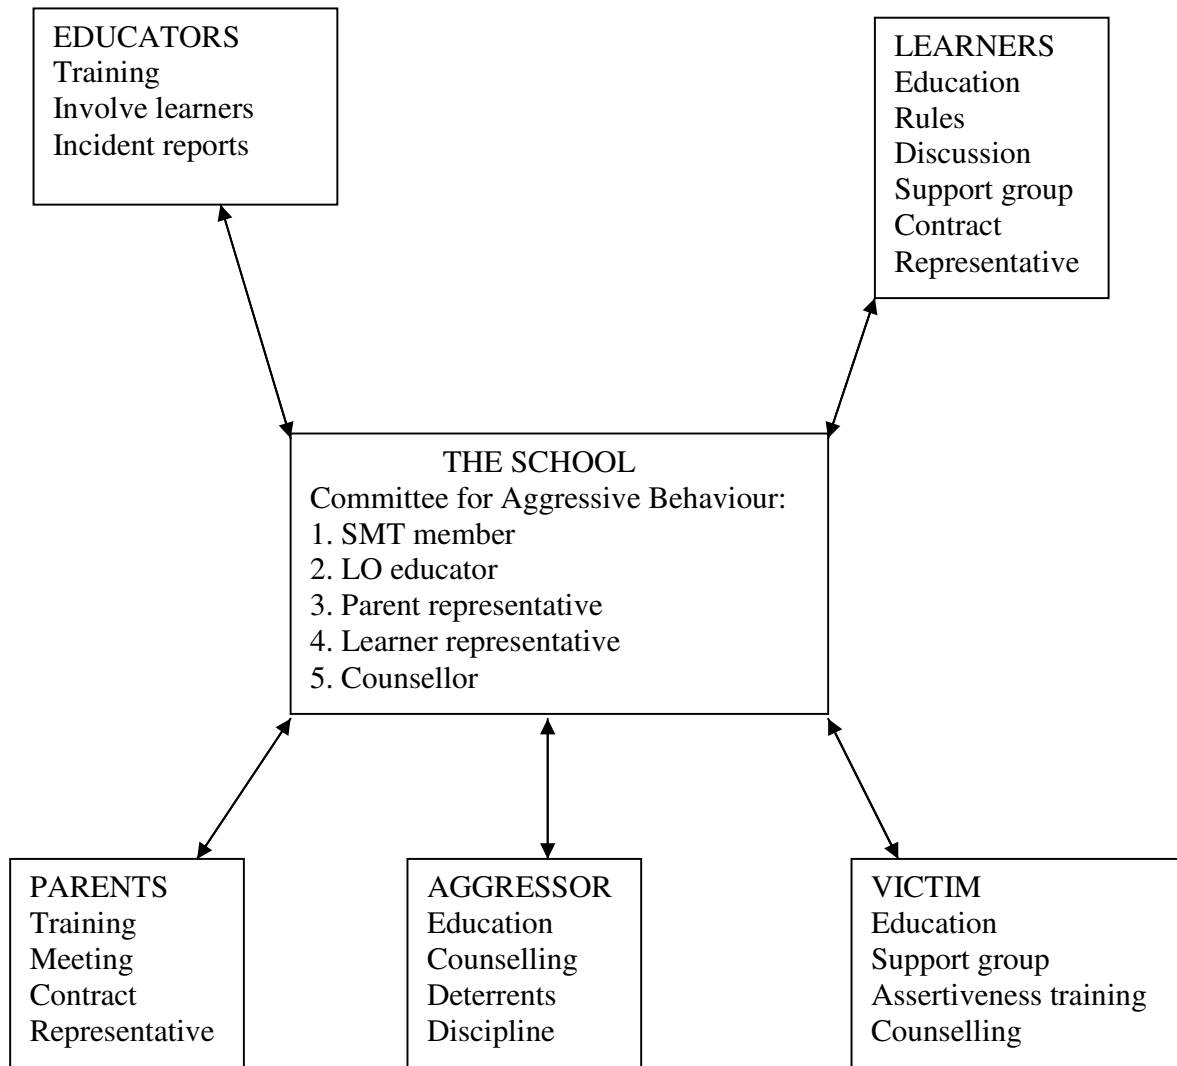 EDUCATORS
Training
Involve learners
Incident reports
LEARNERS
Education
Rules
Discussion
Support group
Contract
Representative
THE SCHOOL
Committee for Aggressive Behaviour:
1. SMT member
2. LO educator
3. Parent representative
4. Learner representative
5. Counsellor
PARENTS
Training
Meeting
Contract
Representative
AGGRESSOR
Education
Counselling
Deterrents
Discipline
VICTIM
Education
Support group
Assertiveness training
Counselling